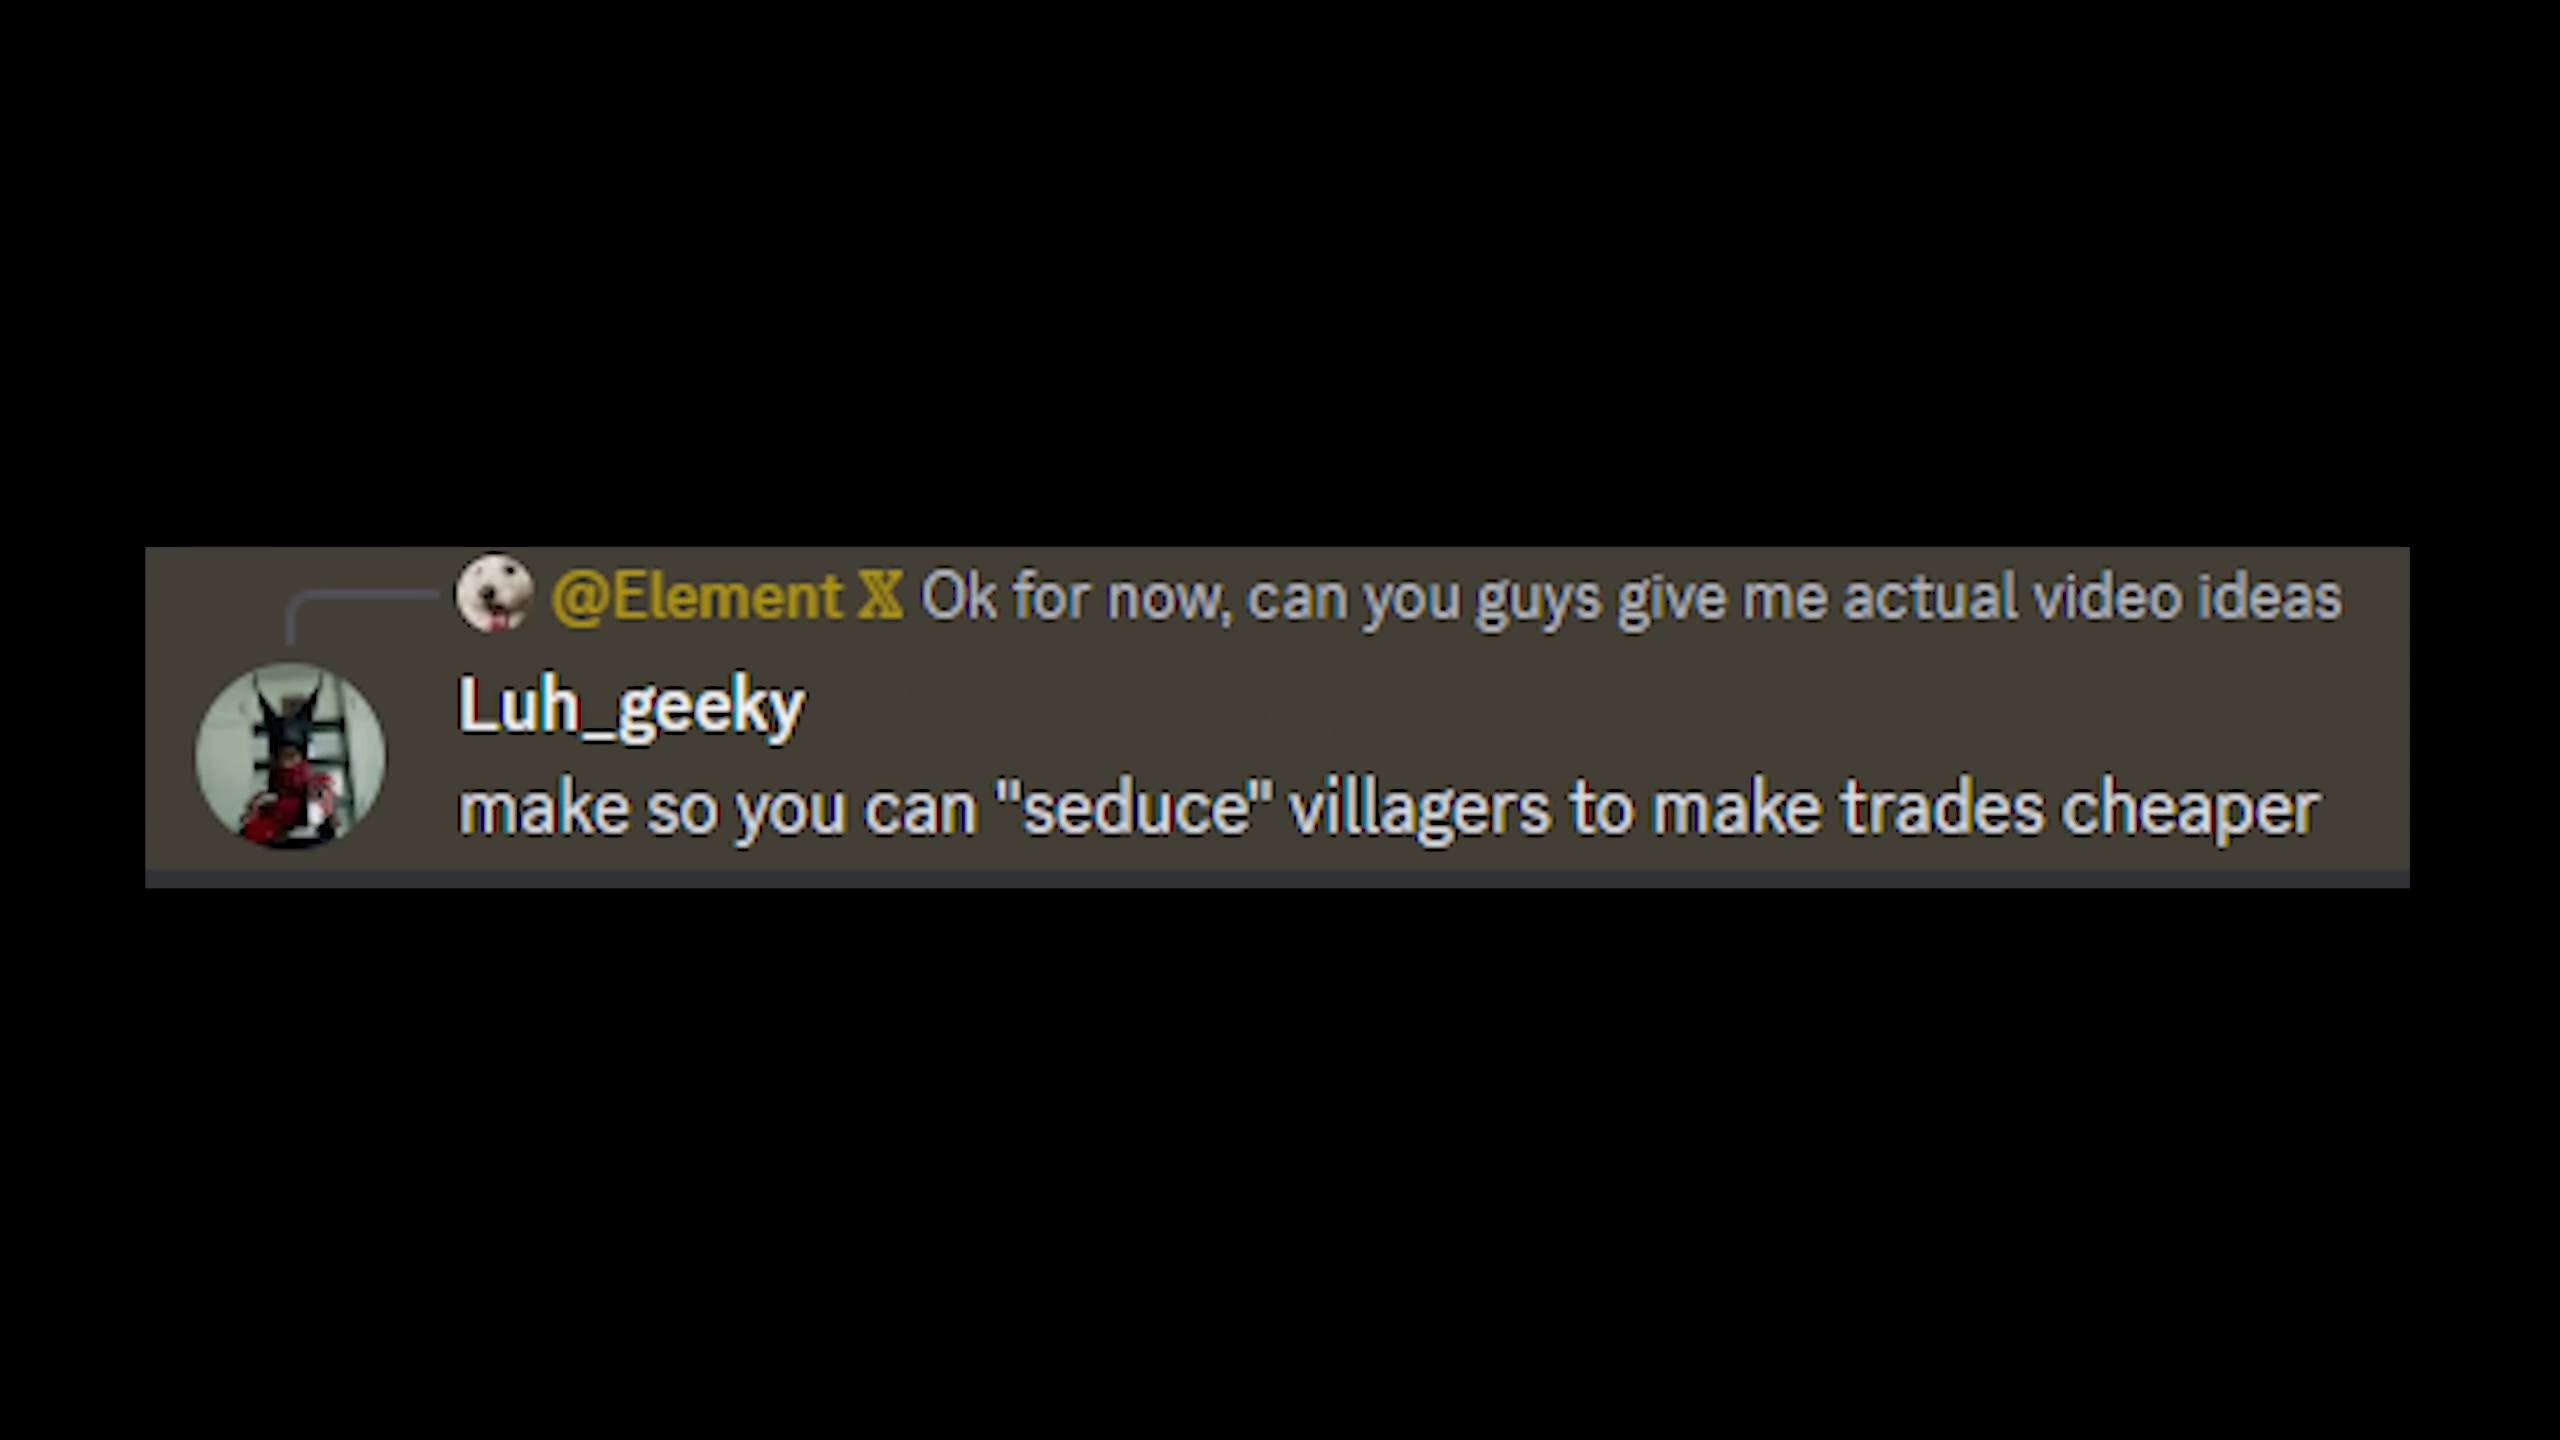 @Element 𝕏 Ok for now, can you guys give me actual video ideas
Luh_geeky
make so you can "seduce" villagers to make trades cheaper